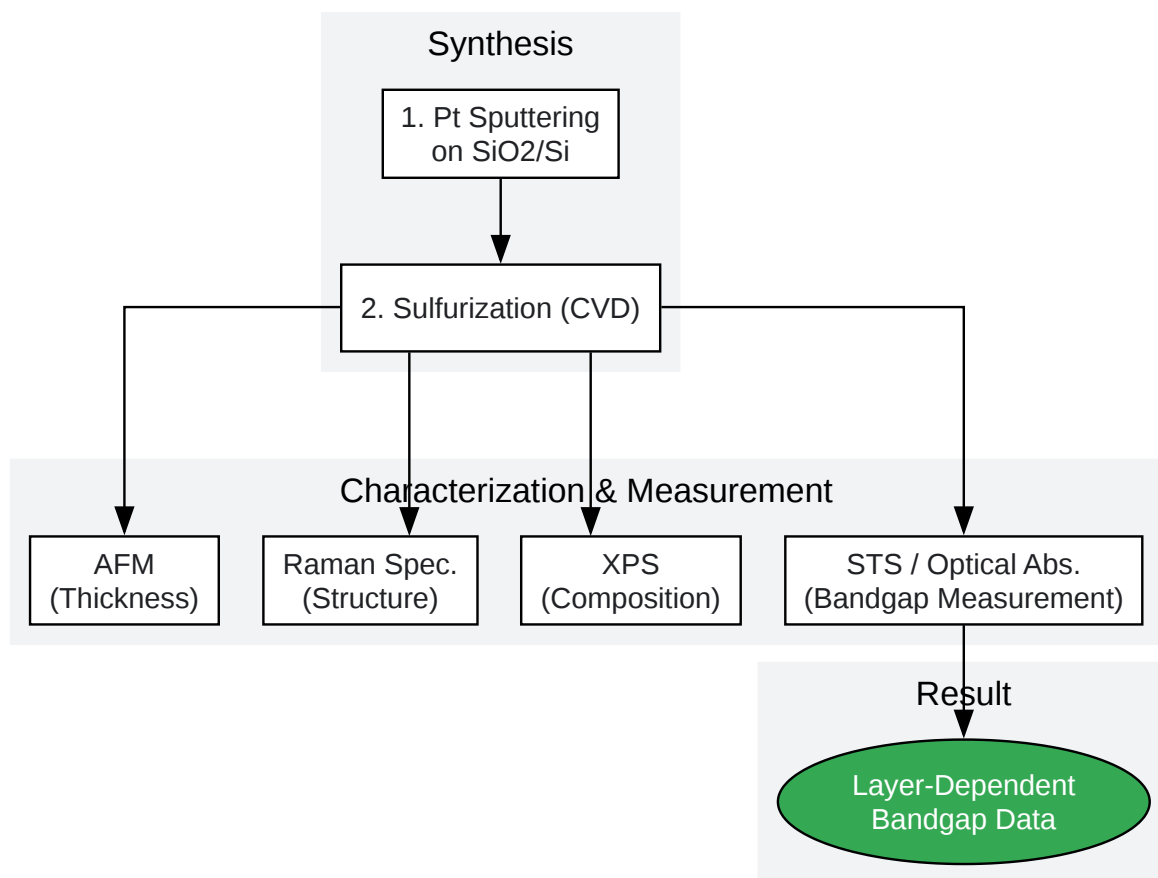 Synthesis
1. Pt Sputtering
on SiO2/Si
2. Sulfurization (CVD)
Characterization & Measurement
AFM
(Thickness)
Raman Spec.
(Structure)
XPS
(Composition)
STS / Optical Abs.
(Bandgap Measurement)
Result
Layer-Dependent
Bandgap Data